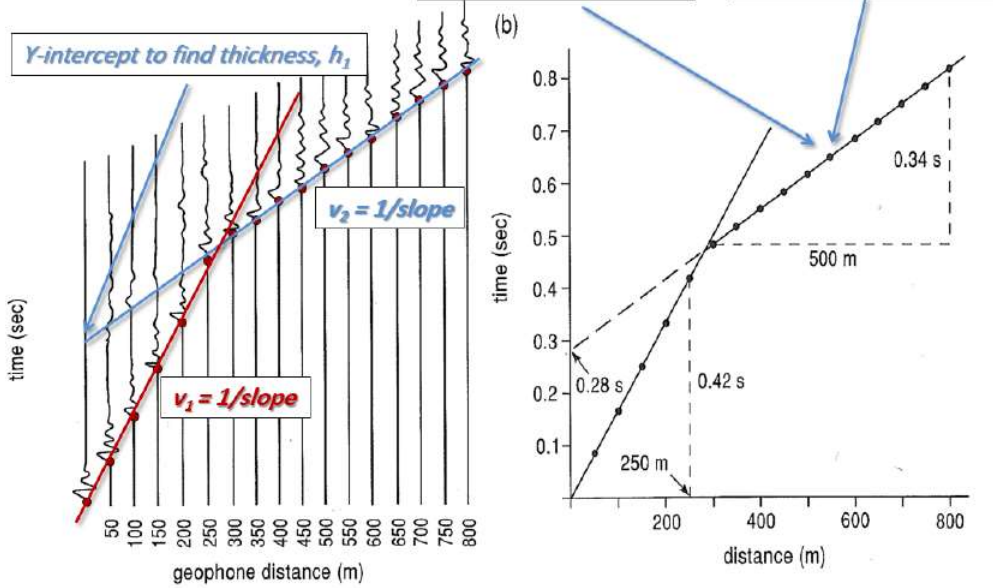 Y-intercept to find thickness, h1
v2 = 1/slope
v1 = 1/slope
time (sec)
0 50 100 150 200 250 300 350 400 450 500 550 600 650 700 750 800
geophone distance (m)
(b)
time (sec)
0.8
0.7
0.6
0.5
0.4
0.3
0.2
0.1
0.34 s
500 m
0.28 s
0.42 s
250 m
200 400 600 800
distance (m)